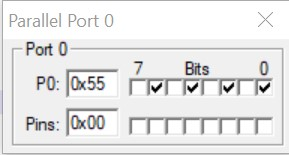 Parallel Port 0
Port 0
7 Bits 0
P0: 0x55
Pins: 0x00